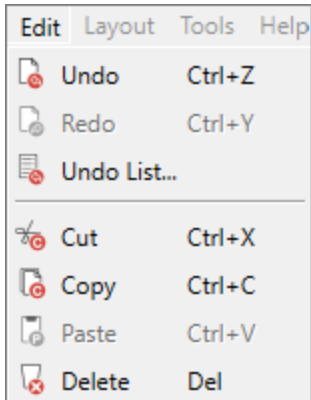 Edit Layout Tools Help
Undo Ctrl+Z
Redo Ctrl+Y
Undo List...
Cut Ctrl+X
Copy Ctrl+C
Paste Ctrl+V
Delete Del